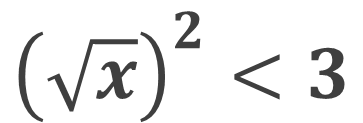 (√x)² < 3